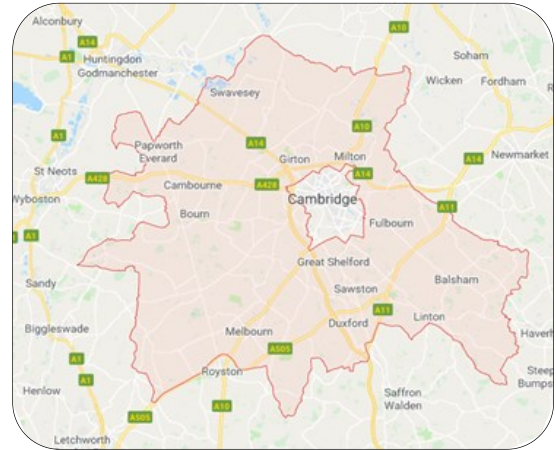 Alconbury
A10
A14
A1
Soham
Huntingdon
Godmanchester
Wicken
Fordham
Swavesey
A1
A10
A14
Papworth
Everard
Girton
Milton
A14
Newmarket
St Neots
A428
A14
Cambourne
A428
Cambridge
Wyboston
A11
Bourn
Fulbourn
A1
Great Shelford
Sandy
Sawston
Balsham
A11
Linton
Biggleswade
Melbourn
Duxford
Haverh
A505
A1
Royston
Steep
Bumps
A1
Henlow
Saffron
Walden
A10
A505
Letchworth